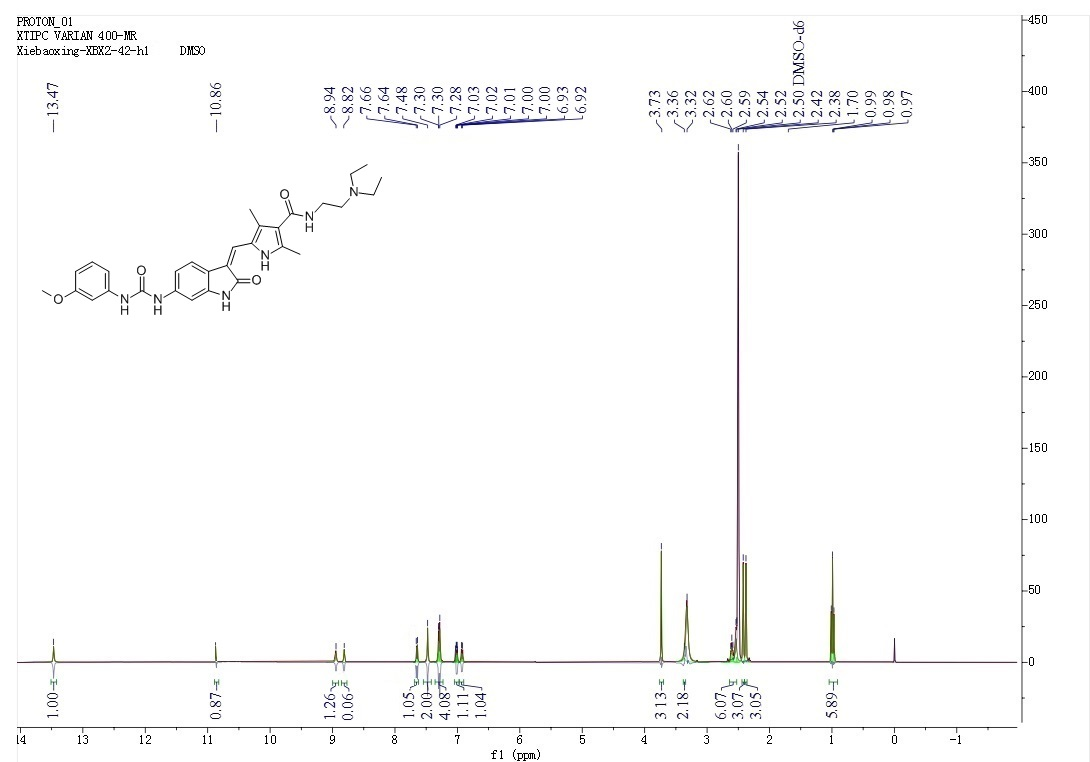 PROTON_01
XTIPC VARIAN 400-MR
Xiebaoxing-XBXZ-42-h1 DMSO
13.47
10.86
8.94
8.82
7.66
7.64
7.48
7.30
7.30
7.28
7.03
7.02
7.01
7.00
7.00
6.93
6.92
3.73
3.36
3.32
2.62
2.60
2.59
2.54
2.52
2.50 DMSO-d6
2.42
2.38
1.70
0.99
0.98
0.97
450
400
350
300
250
200
150
100
50
0
O
N
H
N
O
N
H
O
N
H
O
N
H
N
H
N
H
O
1.00
0.87
1.26
0.06
1.05
2.00
4.08
1.11
1.04
3.13
2.18
6.07
3.07
3.05
5.89
14 13 12 11 10 9 8 7 6 5 4 3 2 1 0 -1
f1 (ppm)